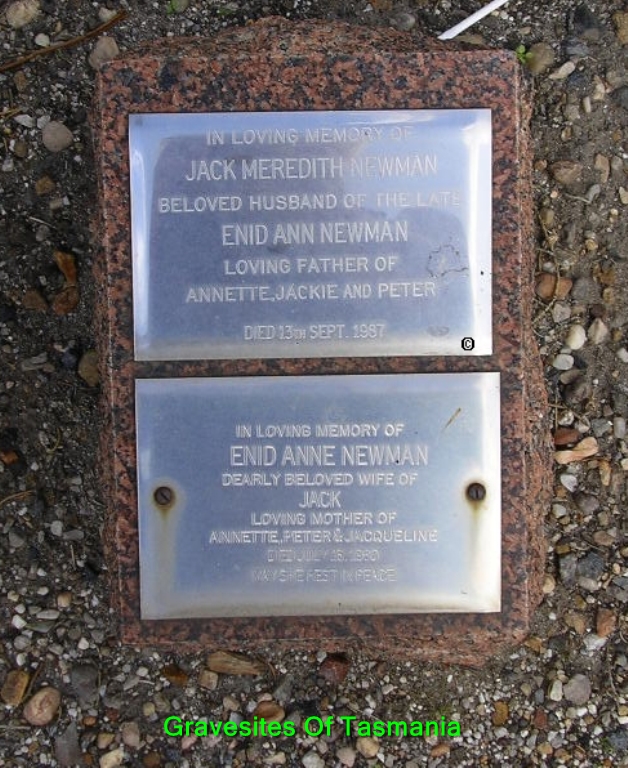 IN LOVING MEMORY OF
JACK MEREDITH NEWMAN
BELOVED HUSBAND OF THE LATE
ENID ANN NEWMAN
LOVING FATHER OF
ANNETTE, JACKIE AND PETER
DIED 13TH SEPT. 1987
©
IN LOVING MEMORY OF
ENID ANNE NEWMAN
DEARLY BELOVED WIFE OF
JACK
LOVING MOTHER OF
ANNETTE, PETER & JACQUELINE
DIED JULY
MAY SHE REST IN PEACE
Gravesites Of Tasmania